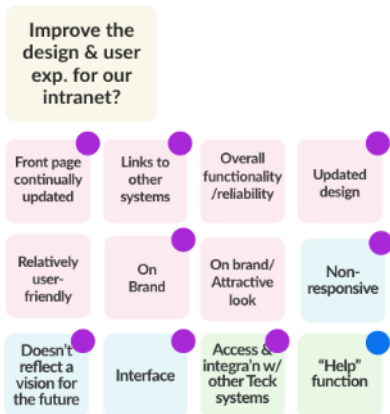 Improve the
design & user
exp. for our
intranet?
Front page
continually
updated
Links to
other
systems
Overall
functionality
/reliability
Updated
design
Relatively
user-
friendly
On
Brand
On brand/
Attractive
look
Non-
responsive
Doesn't
reflect a
vision for
the future
Interface
Access &
integra'n w/
other Teck
systems
“Help”
function